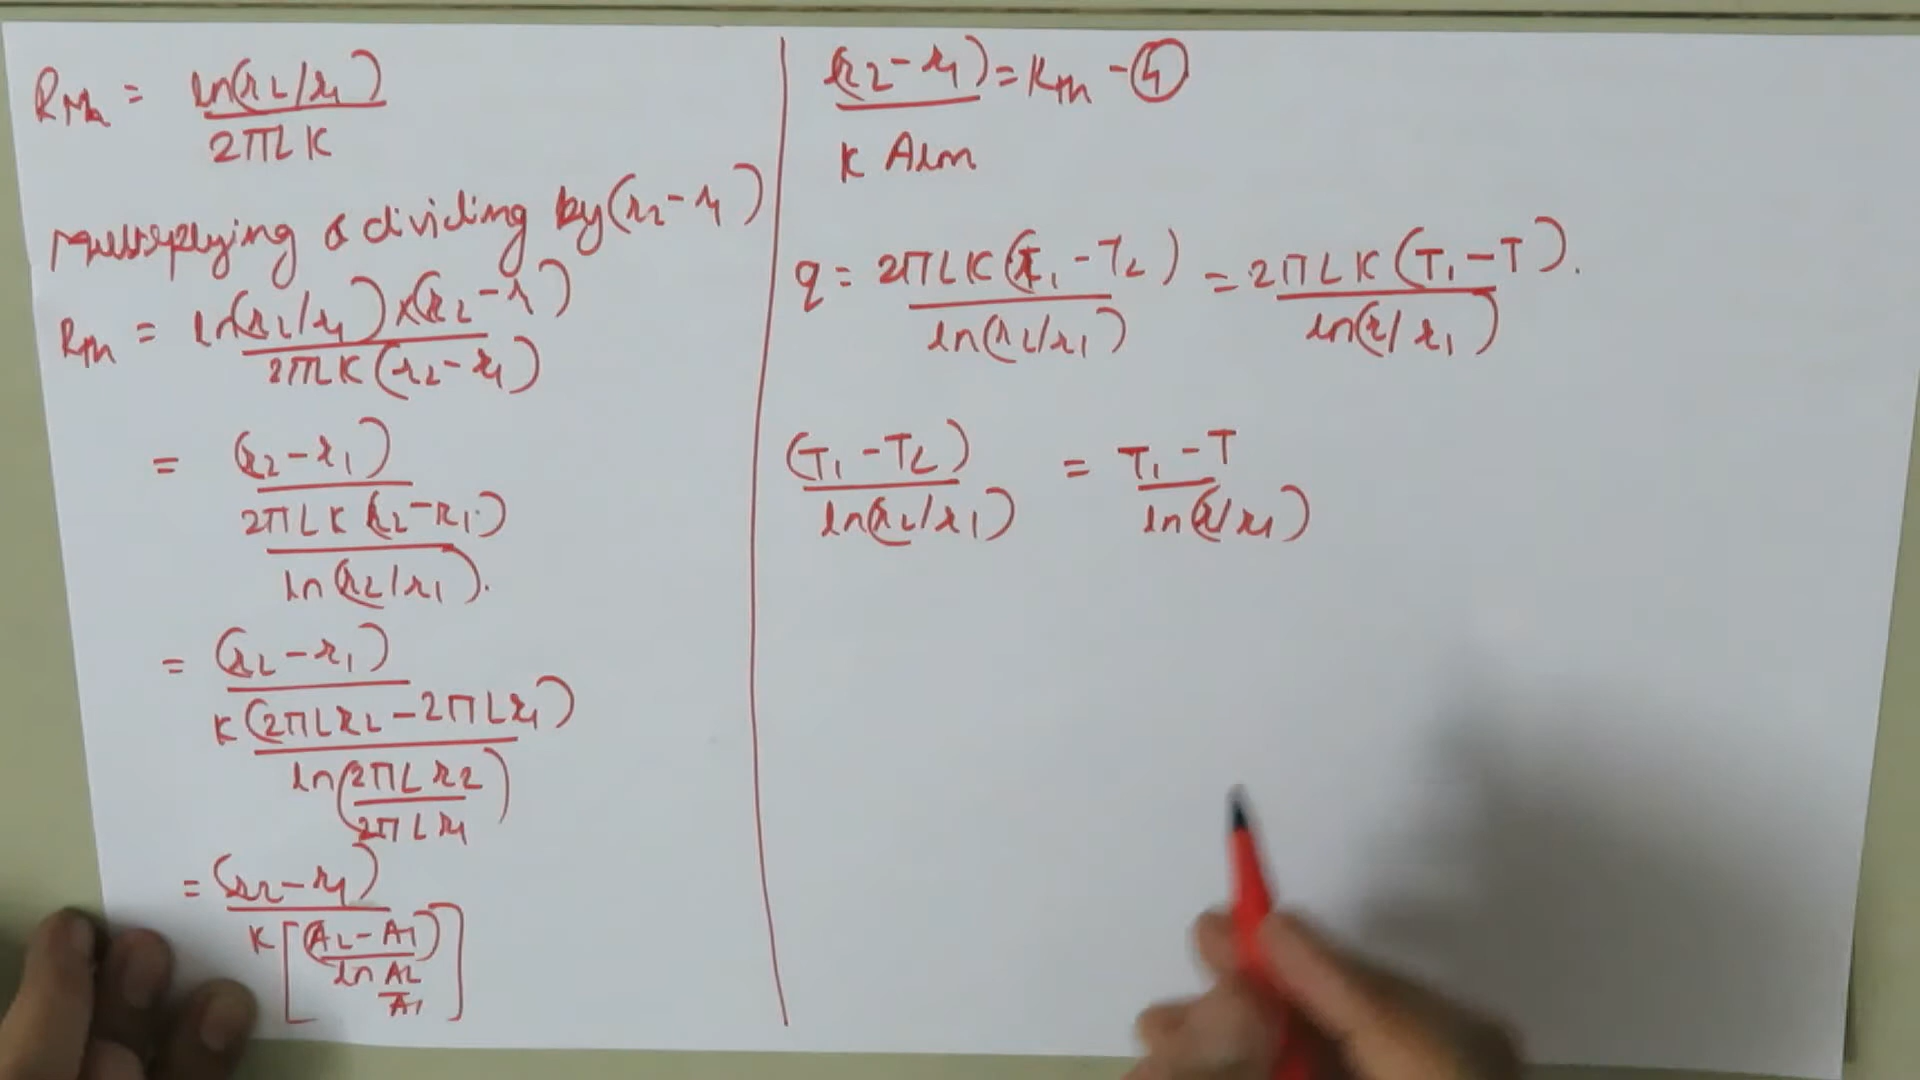 Rth = ln(r2/r1)
2πLK
Multiplying & dividing by (r2-r1)
Rth = ln(r2/r1)×(r2-r1)
2πLK(r2-r1)
= (r2-r1)
2πLK(r2-r1)
ln(r2/r1).
= (r2-r1)
K(2πLr2-2πLr1)
ln(2πLr2
2πLr1)
= (r2-r1)
K[(A2-A1)
ln A2
A1]
(r2-r1) = Rth -④
K Alm
q = 2πLK(T1-T2) = 2πLK(T1-T).
ln(r2/r1) ln(r/r1)
(T1-T2) = T1-T
ln(r2/r1) ln(r/r1)